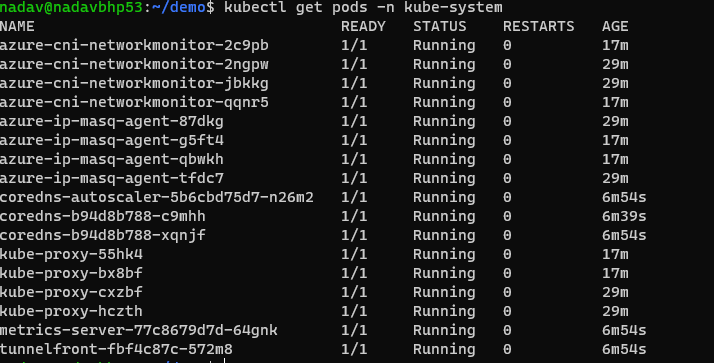 nadav@nadavbhp53:~/demo$ kubectl get pods -n kube-system
NAME READY STATUS RESTARTS AGE
azure-cni-networkmonitor-2c9pb 1/1 Running 0 17m
azure-cni-networkmonitor-2ngpw 1/1 Running 0 29m
azure-cni-networkmonitor-jbkkg 1/1 Running 0 29m
azure-cni-networkmonitor-qqnr5 1/1 Running 0 17m
azure-ip-masq-agent-87dkg 1/1 Running 0 29m
azure-ip-masq-agent-g5ft4 1/1 Running 0 17m
azure-ip-masq-agent-qbwkh 1/1 Running 0 17m
azure-ip-masq-agent-tfdc7 1/1 Running 0 29m
coredns-autoscaler-5b6cbd75d7-n26m2 1/1 Running 0 6m54s
coredns-b94d8b788-c9mhh 1/1 Running 0 6m39s
coredns-b94d8b788-xqnjf 1/1 Running 0 6m54s
kube-proxy-55hk4 1/1 Running 0 17m
kube-proxy-bx8bf 1/1 Running 0 17m
kube-proxy-cxzbf 1/1 Running 0 29m
kube-proxy-hczth 1/1 Running 0 29m
metrics-server-77c8679d7d-64gnk 1/1 Running 0 6m54s
tunnelfront-fbf4c87c-572m8 1/1 Running 0 6m54s